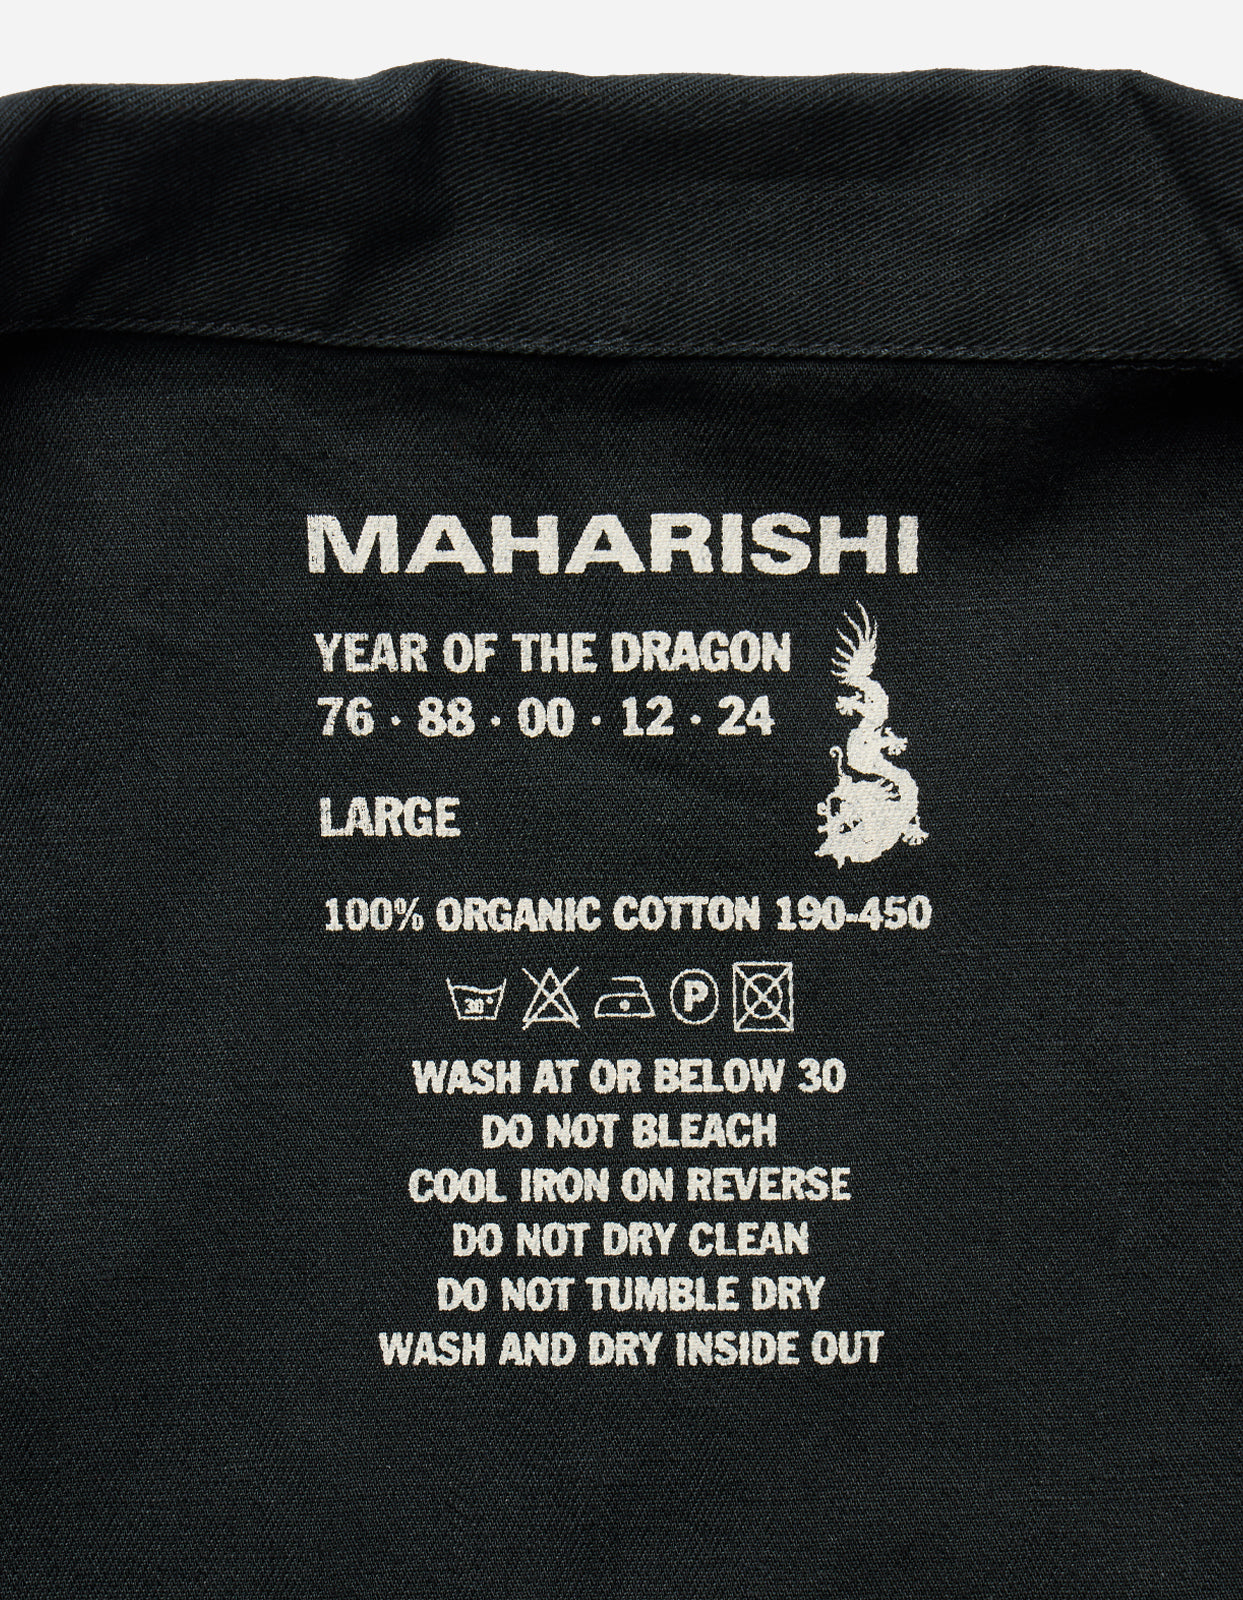 MAHARISHI
YEAR OF THE DRAGON
76 · 88 · 00 · 12 · 24
LARGE
100% ORGANIC COTTON 190-450
30° P
WASH AT OR BELOW 30
DO NOT BLEACH
COOL IRON ON REVERSE
DO NOT DRY CLEAN
DO NOT TUMBLE DRY
WASH AND DRY INSIDE OUT